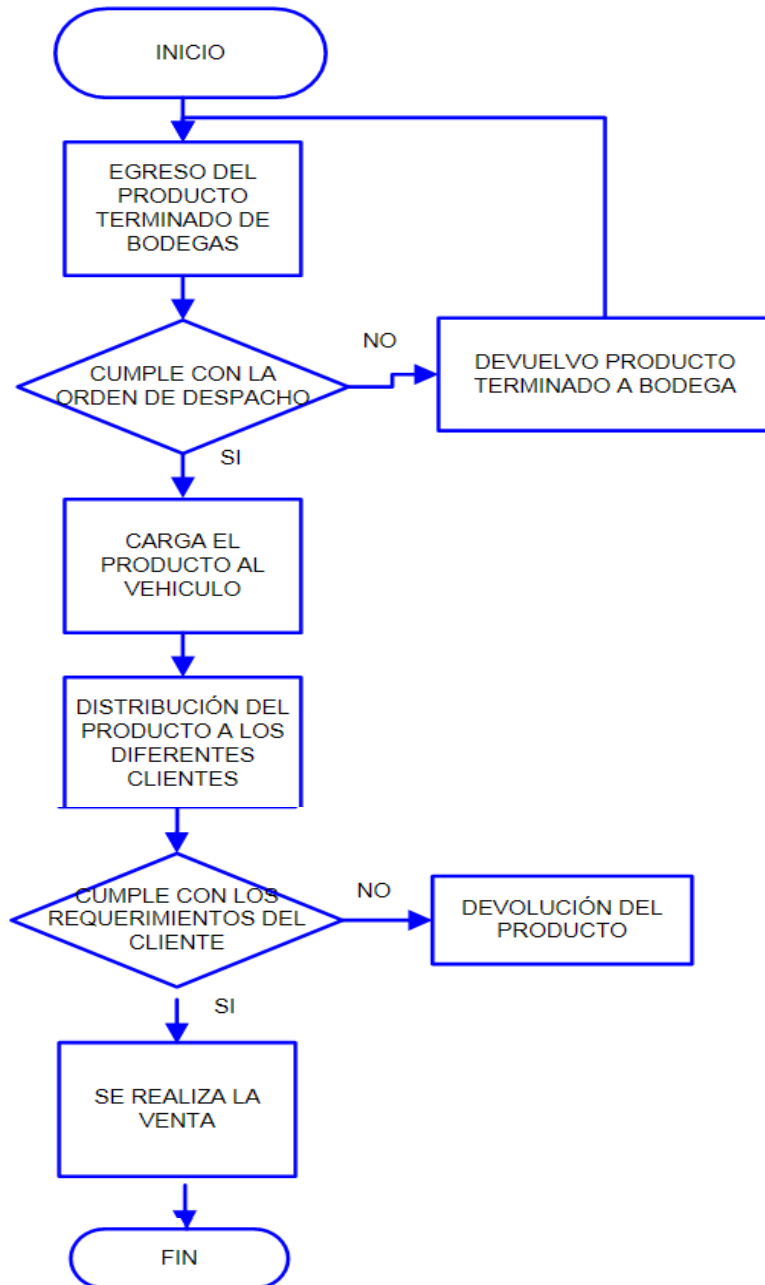 INICIO
EGRESO DEL
PRODUCTO
TERMINADO DE
BODEGAS
CUMPLE CON LA
ORDEN DE DESPACHO
NO
DEVUELVO PRODUCTO
TERMINADO A BODEGA
SI
CARGA EL
PRODUCTO AL
VEHICULO
DISTRIBUCIÓN DEL
PRODUCTO A LOS
DIFERENTES
CLIENTES
CUMPLE CON LOS
REQUERIMIENTOS DEL
CLIENTE
NO
DEVOLUCIÓN DEL
PRODUCTO
SI
SE REALIZA LA
VENTA
FIN